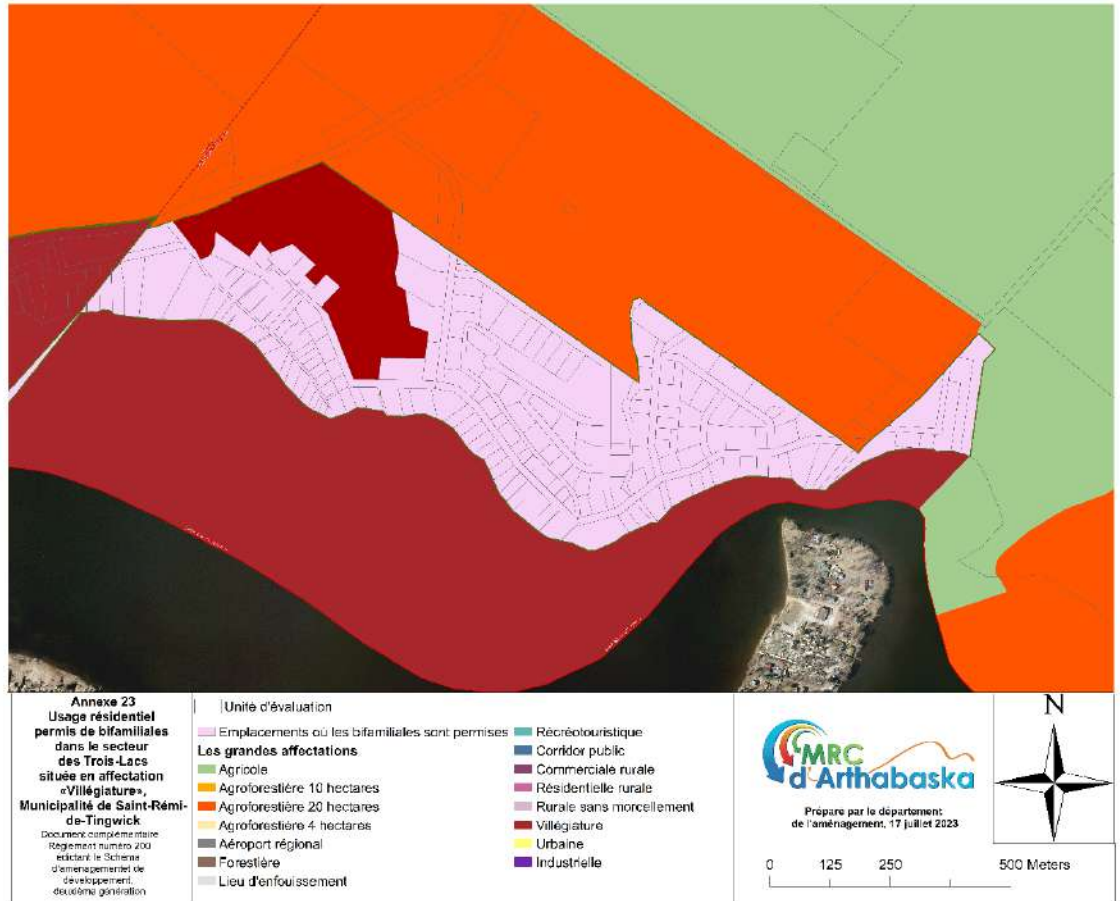 Annexe 23
Usage résidentiel
permis de bifamiliales
dans le secteur
des Trois-Lacs
située en affectation
«Villégiature»,
Municipalité de Saint-Rémi-
de-Tingwick
Document complémentaire
Règlement numéro 200
édictant le Schéma
d'aménagement et de
développement,
deuxième génération
Unité d'évaluation
Emplacements où les bifamiliales sont permises
Les grandes affectations
Agricole
Agroforestière 10 hectares
Agroforestière 20 hectares
Agroforestière 4 hectares
Aéroport régional
Forestière
Lieu d'enfouissement
Récréotouristique
Corridor public
Commerciale rurale
Résidentielle rurale
Rurale sans morcellement
Villégiature
Urbaine
Industrielle
MRC
d'Arthabaska
Préparé par le département
de l'aménagement, 17 juillet 2023
N
0 125 250 500 Meters